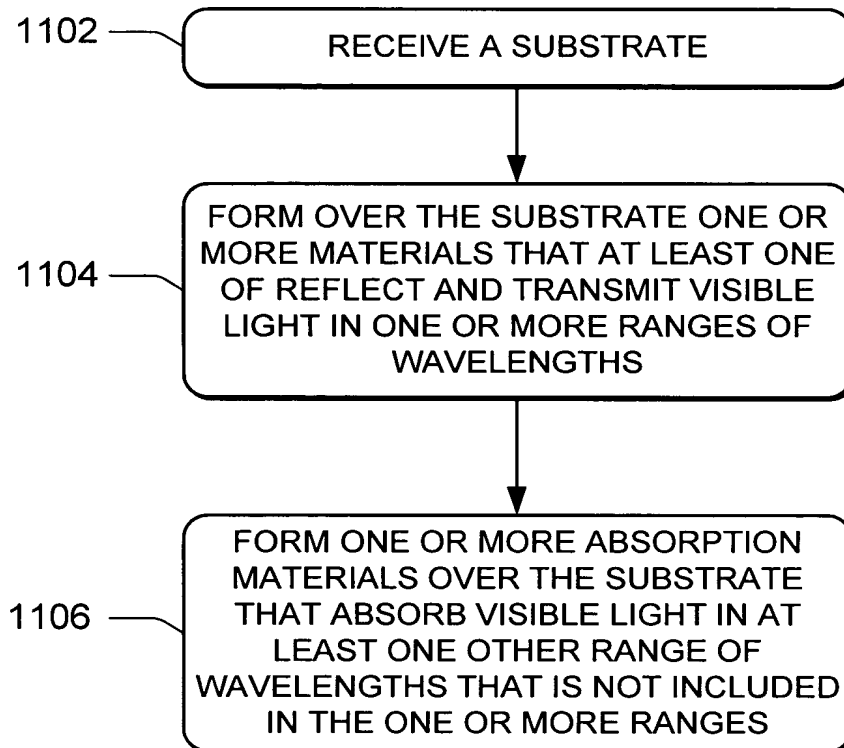 1102
RECEIVE A SUBSTRATE
1104
FORM OVER THE SUBSTRATE ONE OR
MORE MATERIALS THAT AT LEAST ONE
OF REFLECT AND TRANSMIT VISIBLE
LIGHT IN ONE OR MORE RANGES OF
WAVELENGTHS
1106
FORM ONE OR MORE ABSORPTION
MATERIALS OVER THE SUBSTRATE
THAT ABSORB VISIBLE LIGHT IN AT
LEAST ONE OTHER RANGE OF
WAVELENGTHS THAT IS NOT INCLUDED
IN THE ONE OR MORE RANGES